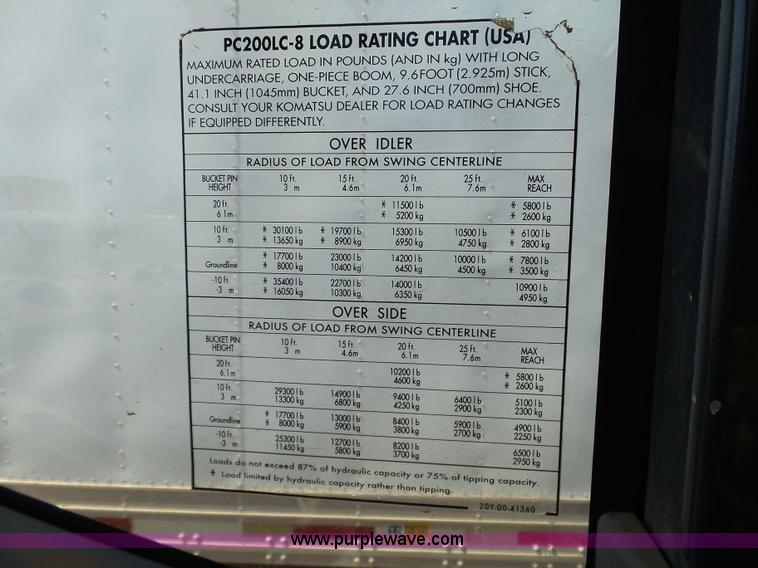 PC200LC-8 LOAD RATING CHART (USA)
MAXIMUM RATED LOAD IN POUNDS (AND IN kg) WITH LONG
UNDERCARRIAGE, ONE-PIECE BOOM, 9.6FOOT (2.925m) STICK,
41.1 INCH (1045mm) BUCKET, AND 27.6 INCH (700mm) SHOE.
CONSULT YOUR KOMATSU DEALER FOR LOAD RATING CHANGES
IF EQUIPPED DIFFERENTLY.
OVER IDLER
RADIUS OF LOAD FROM SWING CENTERLINE
BUCKET PIN 10 ft. 15 ft. 20 ft. 25 ft. MAX
HEIGHT 3 m 4.6m 6.1m 7.6m REACH
20 ft. * 11500 lb * 5800 lb
6.1m * 5200 kg * 2600 kg
10 ft. * 30100 lb * 19700 lb 15300 lb 10500 lb * 6100 lb
3 m * 13650 kg * 8900 kg 6950 kg 4750 kg * 2800 kg
Groundline * 17700 lb 23000 lb 14200 lb 10000 lb * 7800 lb
* 8000 kg 10400 kg 6450 kg 4500 kg * 3500 kg
-10 ft. * 35400 lb 22700 lb 14000 lb 10900 lb
-3 m * 16050 kg 10300 kg 6350 kg 4950 kg
OVER SIDE
RADIUS OF LOAD FROM SWING CENTERLINE
BUCKET PIN 10 ft. 15 ft. 20 ft. 25 ft. MAX
HEIGHT 3 m 4.6m 6.1m 7.6m REACH
20 ft. 10200 lb * 5800 lb
6.1m 4600 kg * 2600 kg
10 ft. 29300 lb 14900 lb 9400 lb 6400 lb 5100 lb
3 m 13300 kg 6800 kg 4250 kg 2900 kg 2300 kg
Groundline * 17700 lb 13000 lb 8400 lb 5900 lb 4900 lb
* 8000 kg 5900 kg 3800 kg 2700 kg 2250 kg
-10 ft. 25300 lb 12700 lb 8200 lb 6500 lb
-3 m 11450 kg 5800 kg 3700 kg 2950 kg
Loads do not exceed 87% of hydraulic capacity or 75% of tipping capacity.
* Load limited by hydraulic capacity rather than tipping.
20Y-00-41360
www.purplewave.com